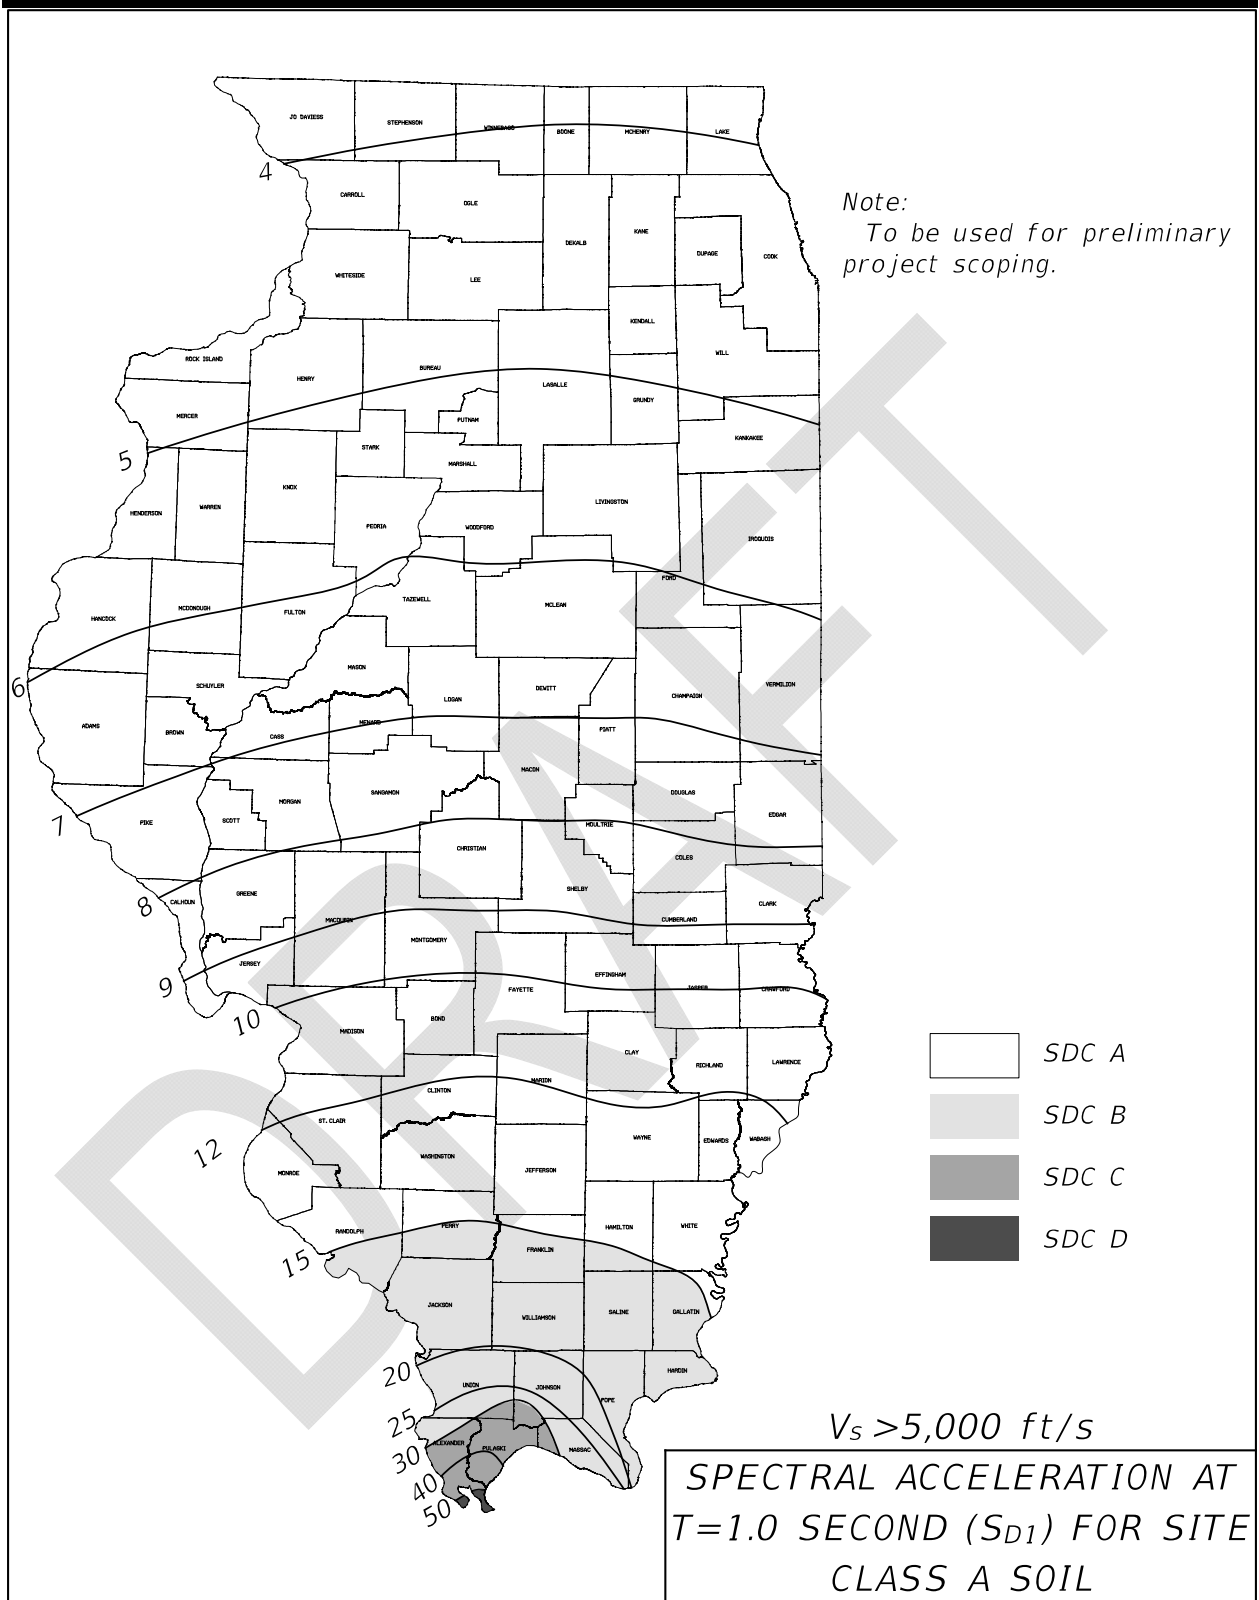 JO DAVIESS
STEPHENSON
WINNEBAGO
BOONE
MCHENRY
LAKE
4
CARROLL
OGLE
DEKALB
KANE
DUPAGE
COOK
Note:
To be used for preliminary
project scoping.
WHITESIDE
LEE
KENDALL
WILL
ROCK ISLAND
HENRY
BUREAU
LASALLE
GRUNDY
MERCER
PUTNAM
KANKAKEE
5
STARK
MARSHALL
HENDERSON
WARREN
KNOX
PEORIA
WOODFORD
LIVINGSTON
IROQUOIS
FORD
HANCOCK
MCDONOUGH
FULTON
TAZEWELL
MCLEAN
6
SCHUYLER
MASON
LOGAN
DEWITT
CHAMPAIGN
VERMILION
ADAMS
BROWN
CASS
MENARD
PIATT
MACON
7
PIKE
SCOTT
MORGAN
SANGAMON
DOUGLAS
EDGAR
MOULTRIE
CHRISTIAN
COLES
8
CALHOUN
GREENE
MACOUPIN
SHELBY
CUMBERLAND
CLARK
MONTGOMERY
9
JERSEY
FAYETTE
EFFINGHAM
JASPER
CRAWFORD
10
MADISON
BOND
CLAY
RICHLAND
LAWRENCE
MARION
CLINTON
12
ST. CLAIR
MONROE
WASHINGTON
JEFFERSON
WAYNE
EDWARDS
WABASH
15
RANDOLPH
PERRY
FRANKLIN
HAMILTON
WHITE
JACKSON
WILLIAMSON
SALINE
GALLATIN
20
UNION
JOHNSON
POPE
HARDIN
25
30
ALEXANDER
PULASKI
MASSAC
40
50
SDC A
SDC B
SDC C
SDC D
DRAFT
VS >5,000 ft/s
SPECTRAL ACCELERATION AT
T=1.0 SECOND (SD1) FOR SITE
CLASS A SOIL